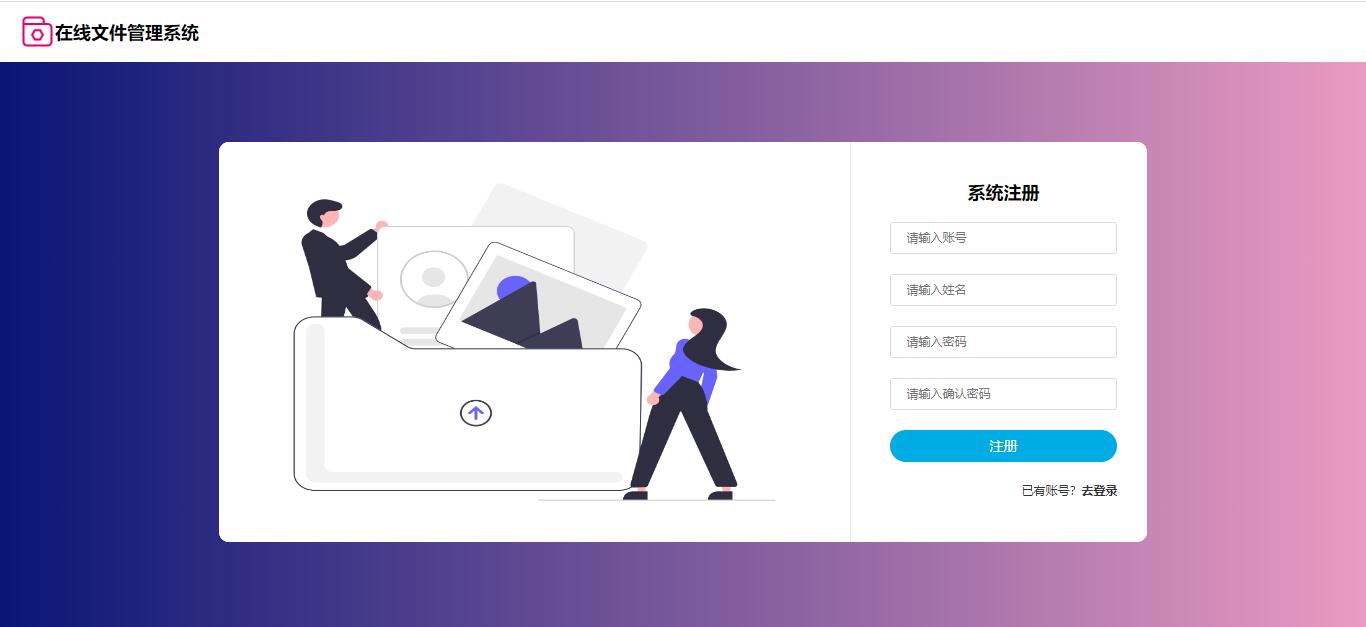 在线文件管理系统
系统注册
请输入账号
请输入姓名
请输入密码
请输入确认密码
注册
已有账号？去登录